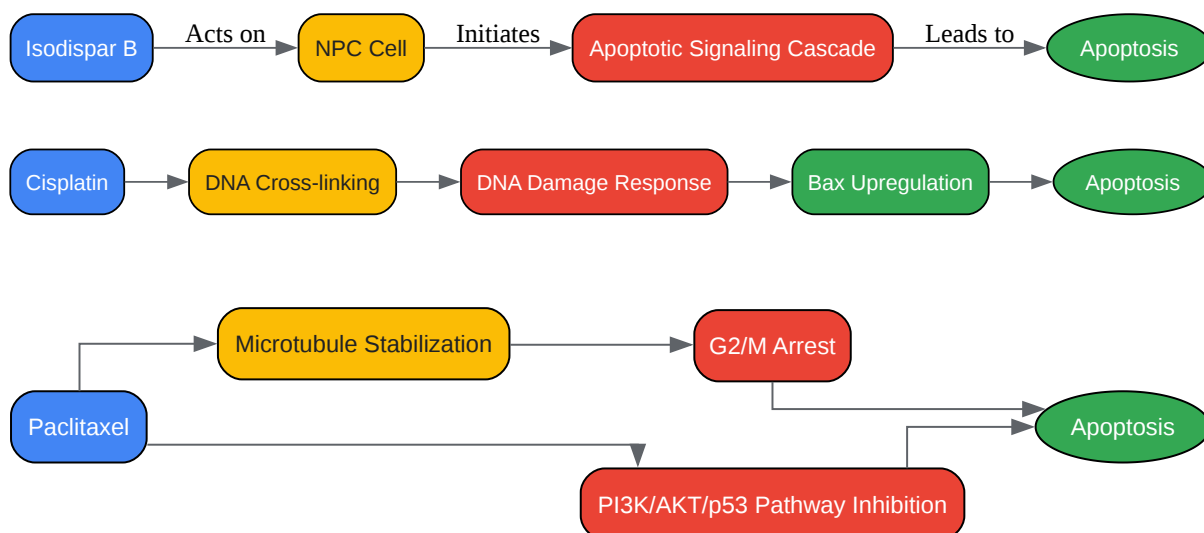 Isodispar B
Acts on
NPC Cell
Initiates
Apoptotic Signaling Cascade
Leads to
Apoptosis
Cisplatin
DNA Cross-linking
DNA Damage Response
Bax Upregulation
Apoptosis
Paclitaxel
Microtubule Stabilization
G2/M Arrest
PI3K/AKT/p53 Pathway Inhibition
Apoptosis